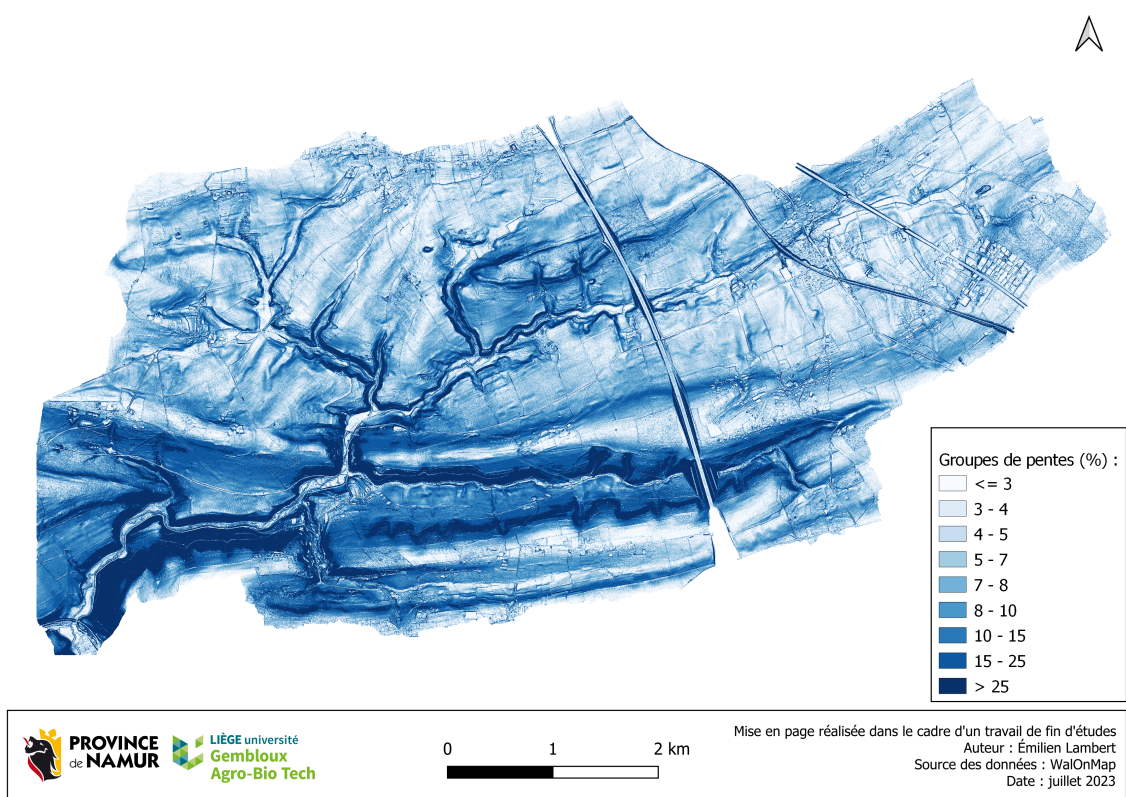 Groupes de pentes (%) :
<= 3
3 - 4
4 - 5
5 - 7
7 - 8
8 - 10
10 - 15
15 - 25
> 25
PROVINCE
de NAMUR
LIÈGE université
Gembloux
Agro-Bio Tech
0 1 2 km
Mise en page réalisée dans le cadre d'un travail de fin d'études
Auteur : Émilien Lambert
Source des données : WalOnMap
Date : juillet 2023